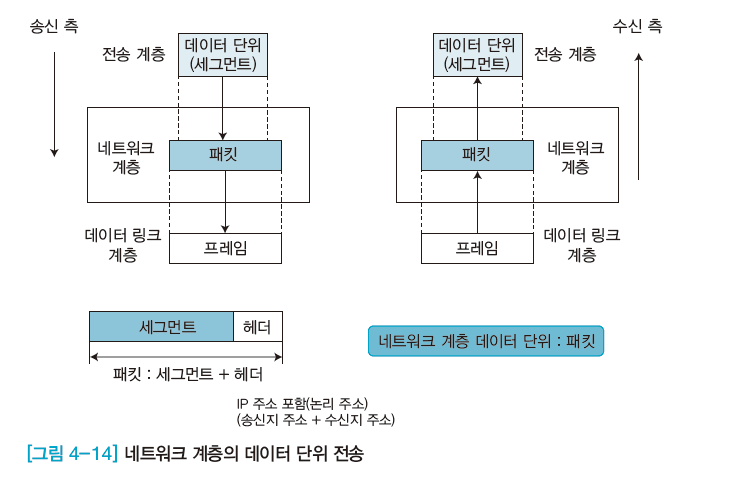 송신 측
전송 계층
데이터 단위
(세그먼트)
네트워크
계층
패킷
데이터 링크
계층
프레임
수신 측
데이터 단위
(세그먼트)
전송 계층
패킷
네트워크
계층
프레임
데이터 링크
계층
세그먼트
헤더
패킷 : 세그먼트 + 헤더
IP 주소 포함(논리 주소)
(송신지 주소 + 수신지 주소)
네트워크 계층 데이터 단위 : 패킷
[그림 4-14] 네트워크 계층의 데이터 단위 전송